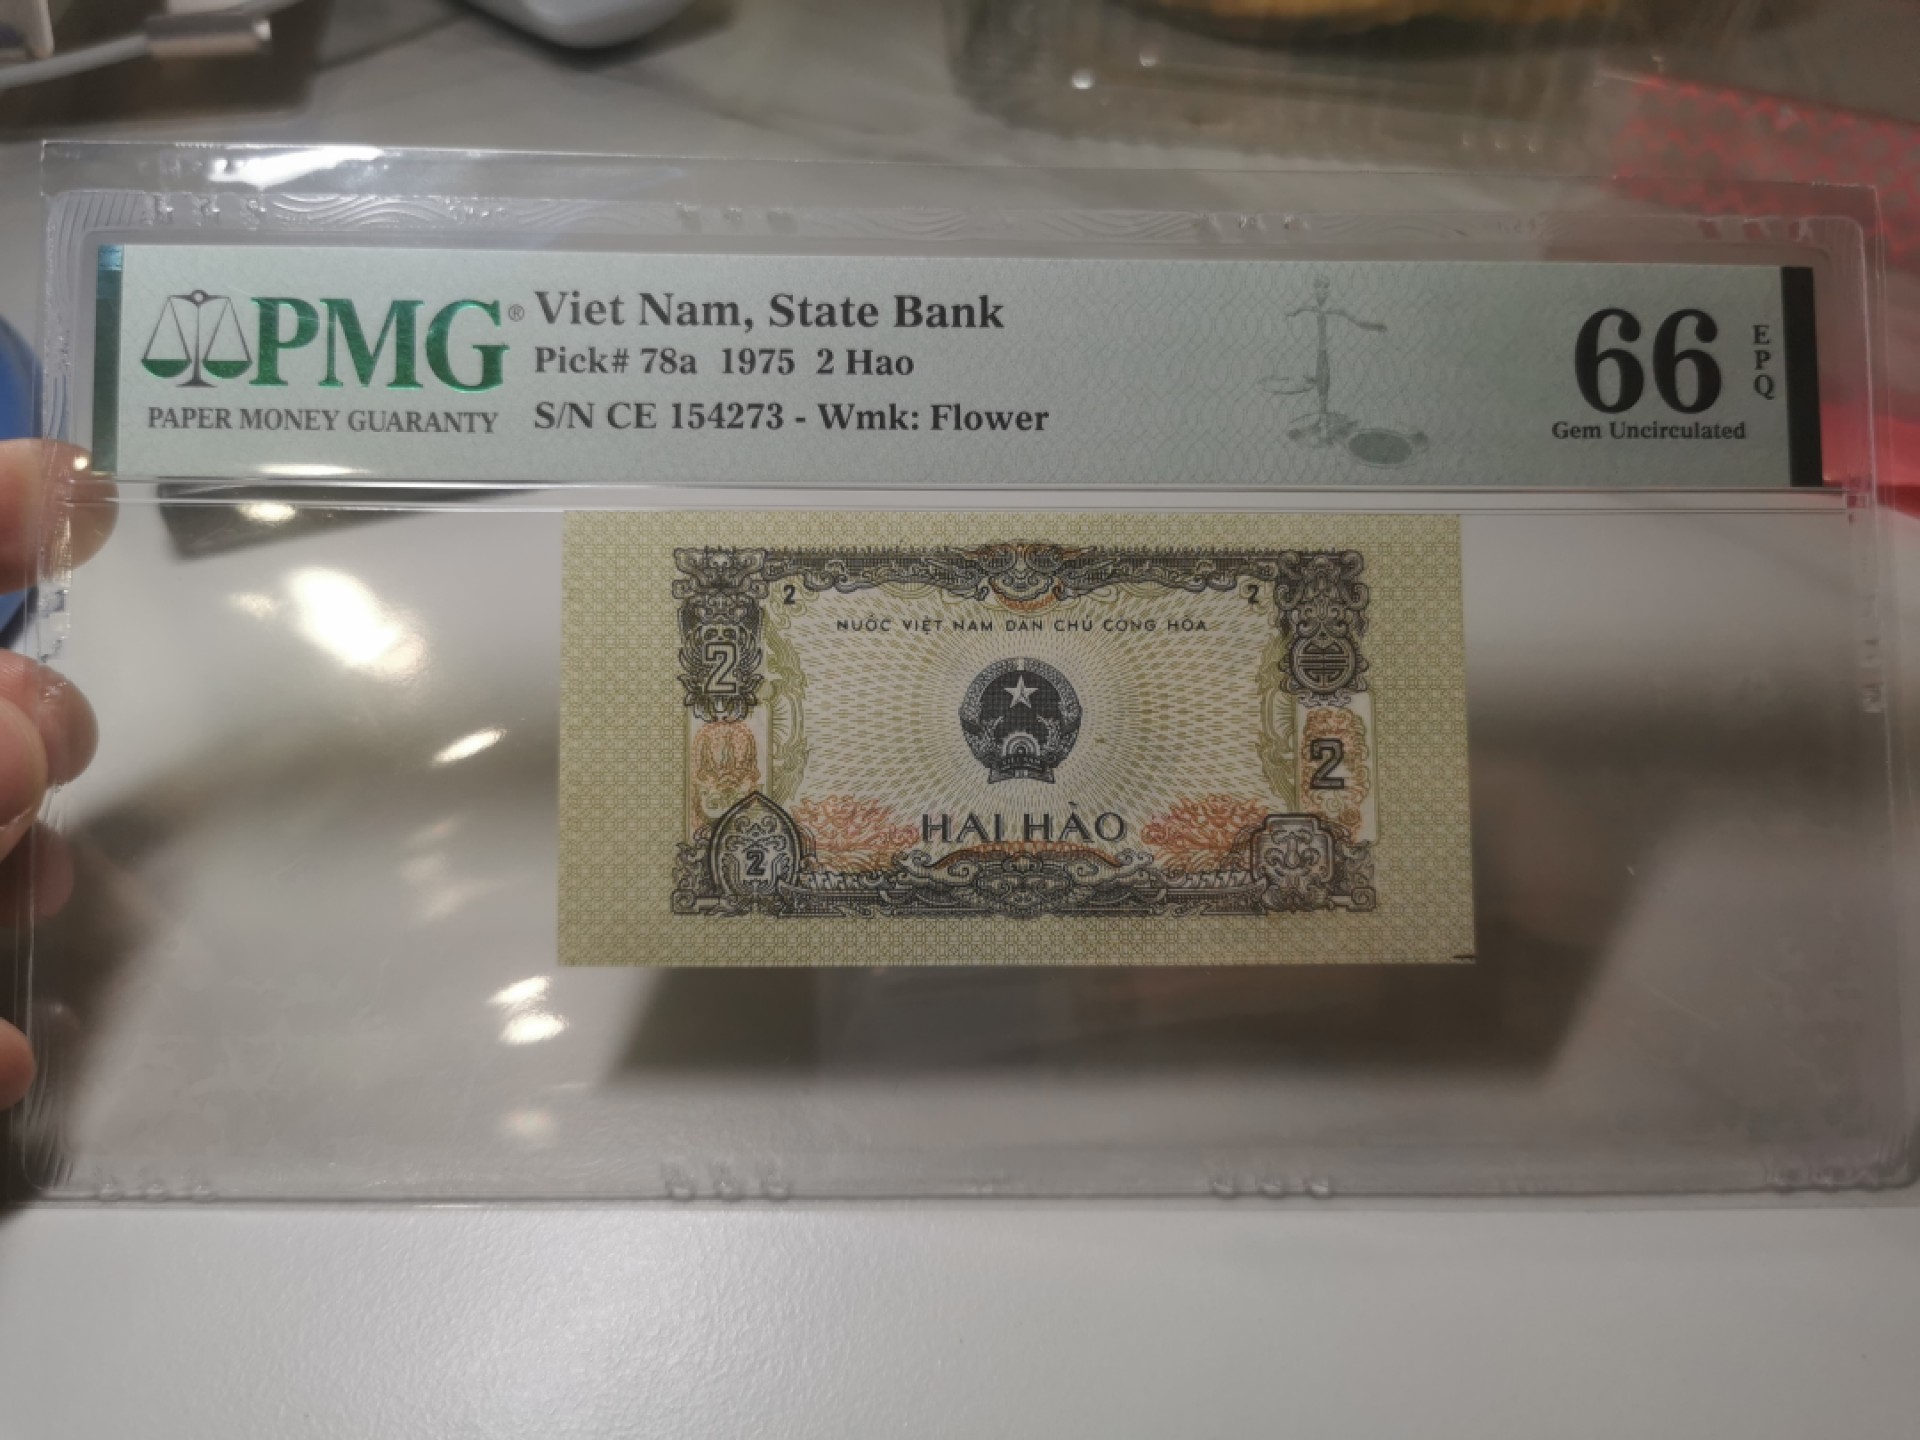 PMG®
PAPER MONEY GUARANTY
Viet Nam, State Bank
Pick# 78a 1975 2 Hao
S/N CE 154273 - Wmk: Flower
66 EPQ
Gem Uncirculated
2 2
NƯỚC VIỆT NAM DÂN CHỦ CỘNG HÒA
2
2
HAI HÀO
2